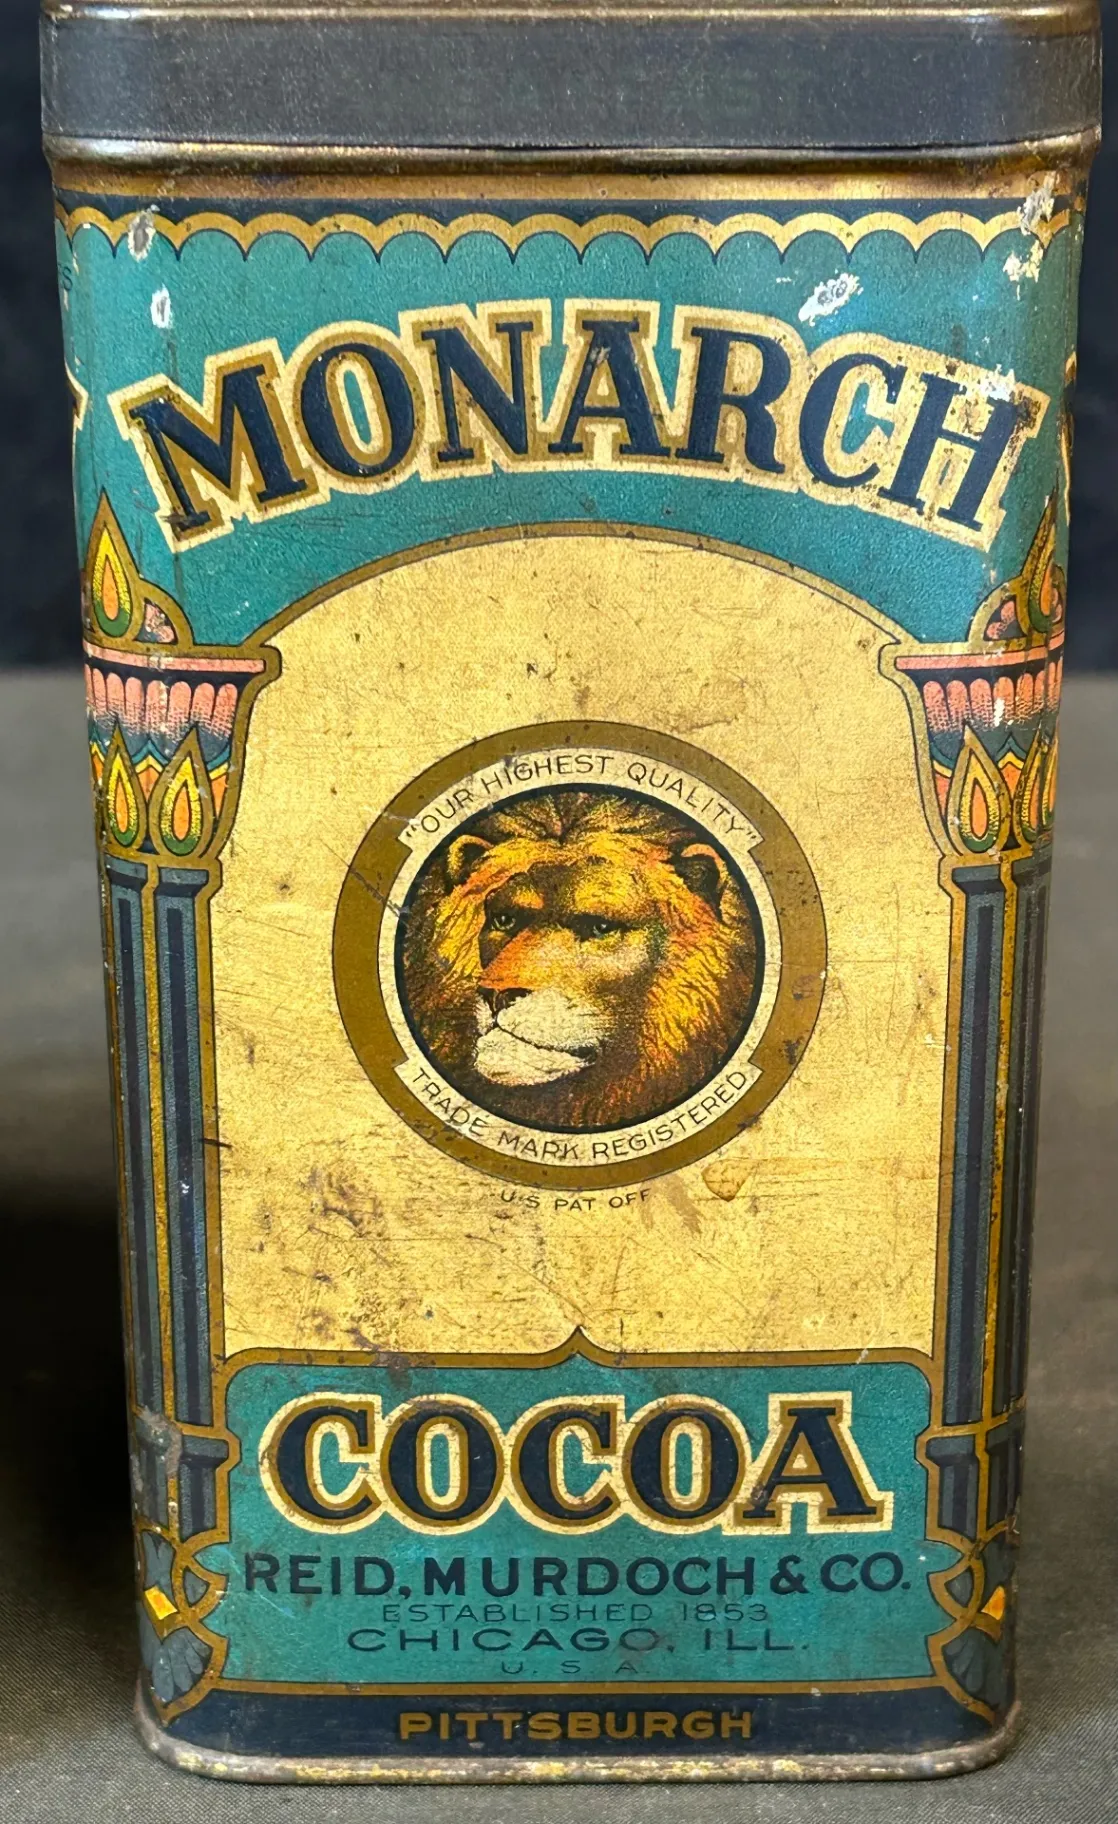 MONARCH
"OUR HIGHEST QUALITY"
TRADE MARK REGISTERED
U.S PAT OFF
COCOA
REID, MURDOCH & CO.
ESTABLISHED 1853
CHICAGO, ILL.
U. S. A.
PITTSBURGH